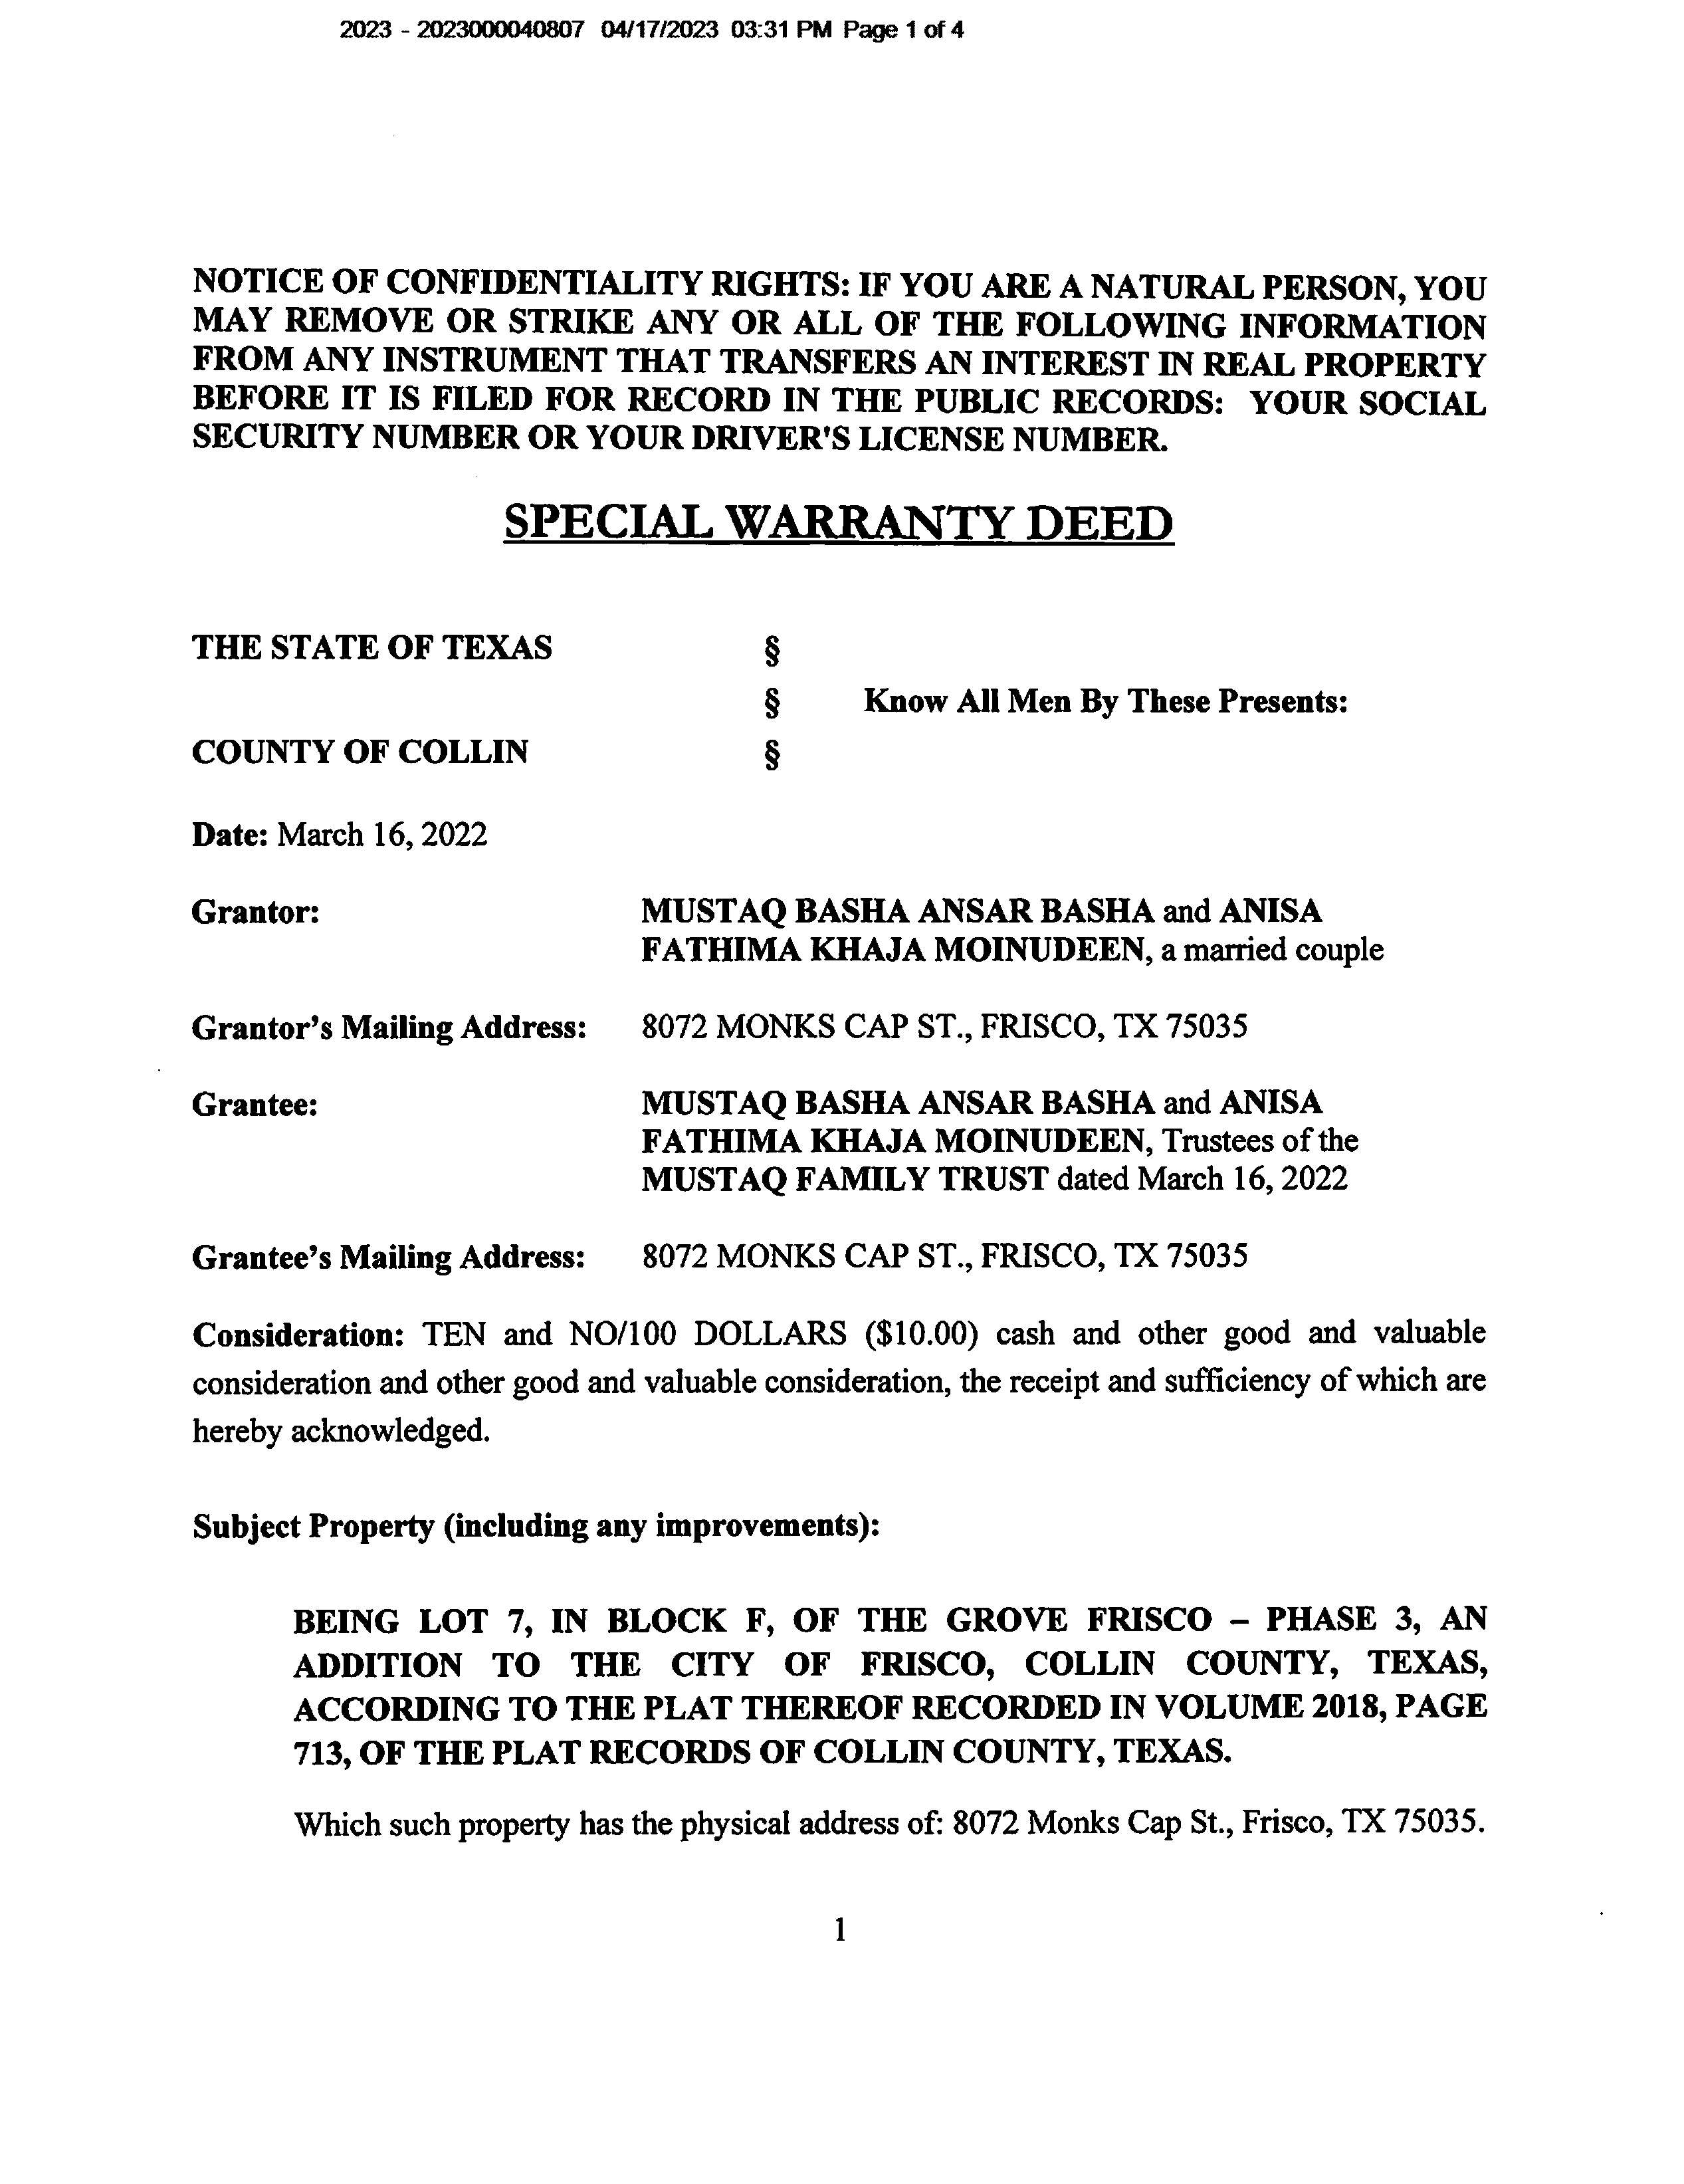 2023 - 2023000040807 04/17/2023 03:31 PM Page 1 of 4
NOTICE OF CONFIDENTIALITY RIGHTS: IF YOU ARE A NATURAL PERSON, YOU
MAY REMOVE OR STRIKE ANY OR ALL OF THE FOLLOWING INFORMATION
FROM ANY INSTRUMENT THAT TRANSFERS AN INTEREST IN REAL PROPERTY
BEFORE IT IS FILED FOR RECORD IN THE PUBLIC RECORDS: YOUR SOCIAL
SECURITY NUMBER OR YOUR DRIVER'S LICENSE NUMBER.
SPECIAL WARRANTY DEED
THE STATE OF TEXAS §
§ Know All Men By These Presents:
COUNTY OF COLLIN §
Date: March 16, 2022
Grantor: MUSTAQ BASHA ANSAR BASHA and ANISA
FATHIMA KHAJA MOINUDEEN, a married couple
Grantor’s Mailing Address: 8072 MONKS CAP ST., FRISCO, TX 75035
Grantee: MUSTAQ BASHA ANSAR BASHA and ANISA
FATHIMA KHAJA MOINUDEEN, Trustees of the
MUSTAQ FAMILY TRUST dated March 16, 2022
Grantee’s Mailing Address: 8072 MONKS CAP ST., FRISCO, TX 75035
Consideration: TEN and NO/100 DOLLARS ($10.00) cash and other good and valuable
consideration and other good and valuable consideration, the receipt and sufficiency of which are
hereby acknowledged.
Subject Property (including any improvements):
BEING LOT 7, IN BLOCK F, OF THE GROVE FRISCO – PHASE 3, AN
ADDITION TO THE CITY OF FRISCO, COLLIN COUNTY, TEXAS,
ACCORDING TO THE PLAT THEREOF RECORDED IN VOLUME 2018, PAGE
713, OF THE PLAT RECORDS OF COLLIN COUNTY, TEXAS.
Which such property has the physical address of: 8072 Monks Cap St., Frisco, TX 75035.
1